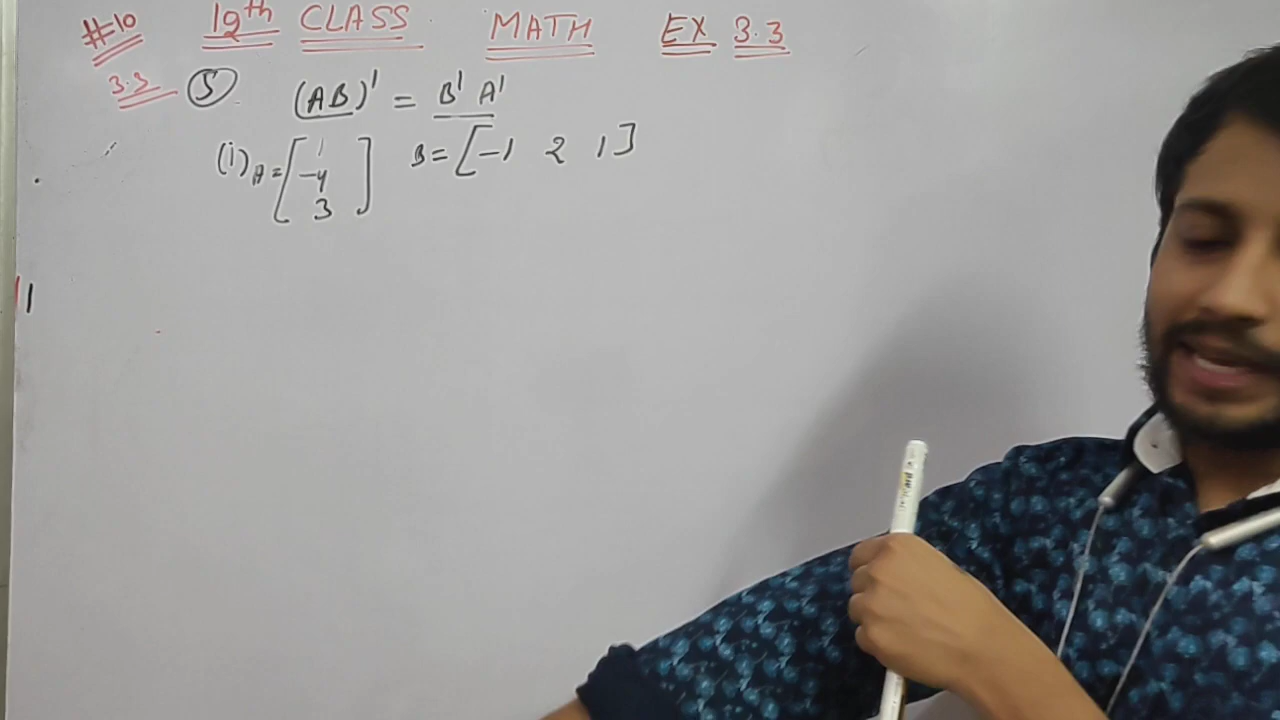 #10 12th CLASS MATH EX 3.3
3.3 5 (AB)' = B' A'
(i) A = [ 1 -4 3 ] B = [ -1 2 1 ]